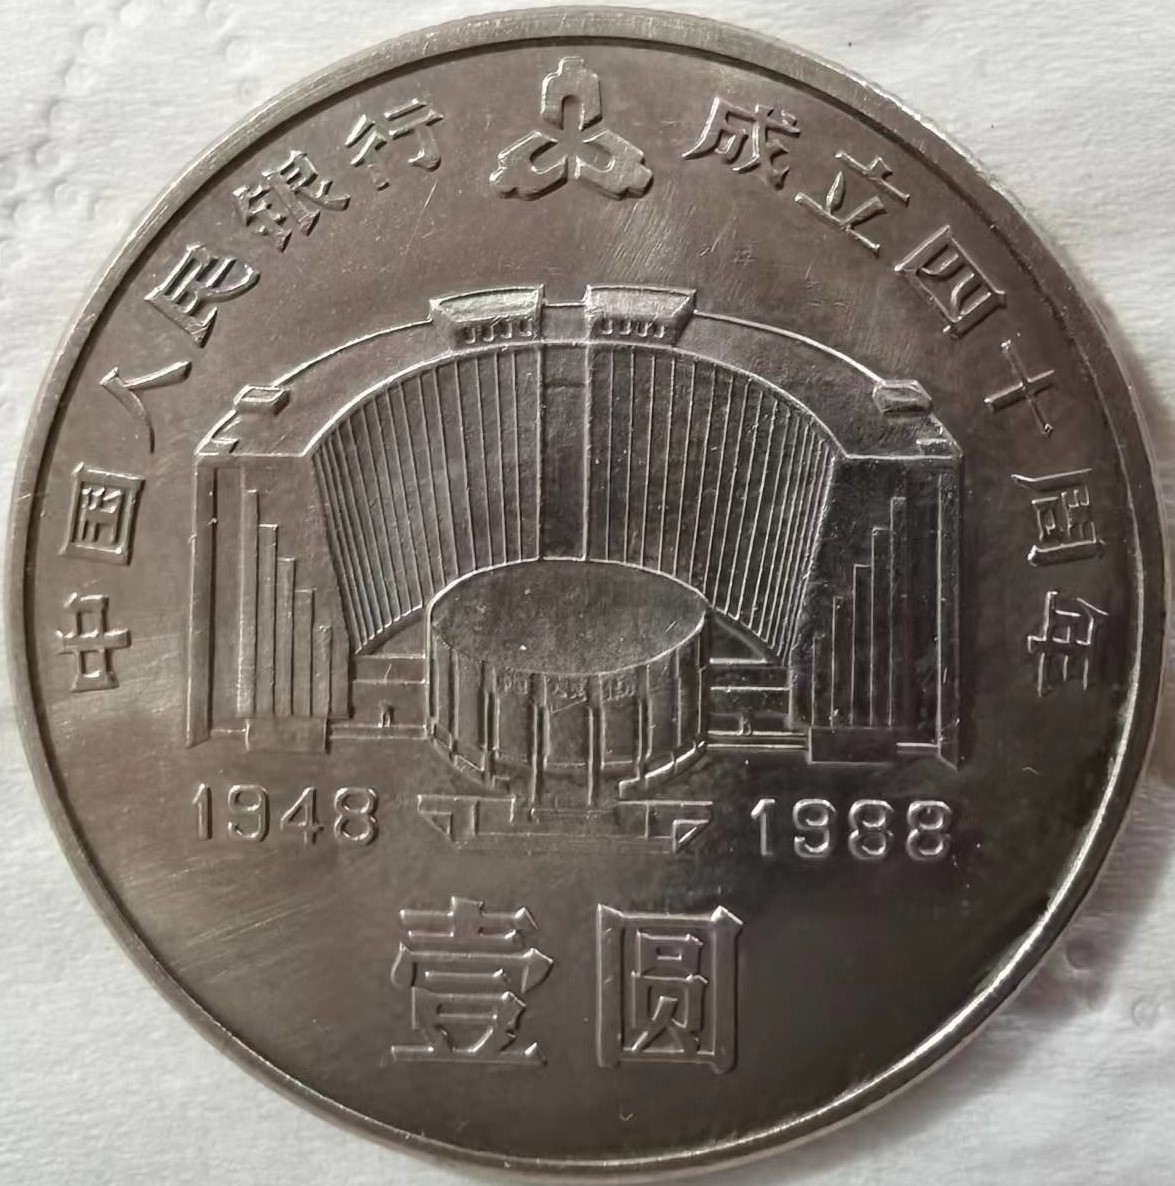 中国人民银行 成立四十周年
1948 1988
壹圆